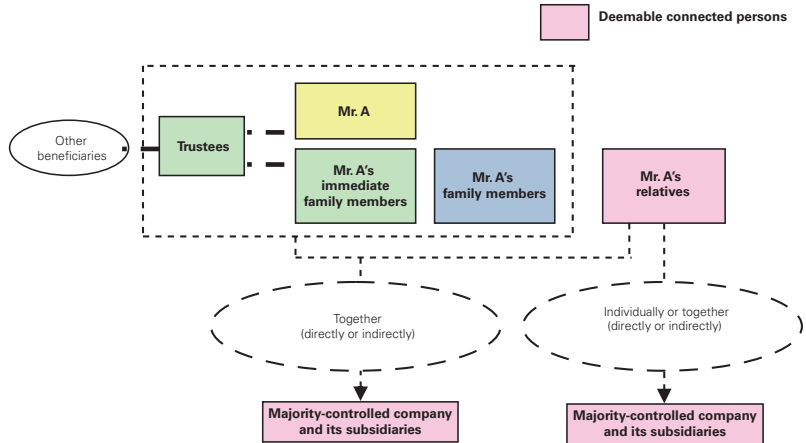 Deemable connected persons
Other
beneficiaries
Trustees
Mr. A
Mr. A's
immediate
family members
Mr. A's
family members
Mr. A's
relatives
Together
(directly or indirectly)
Individually or together
(directly or indirectly)
Majority-controlled company
and its subsidiaries
Majority-controlled company
and its subsidiaries